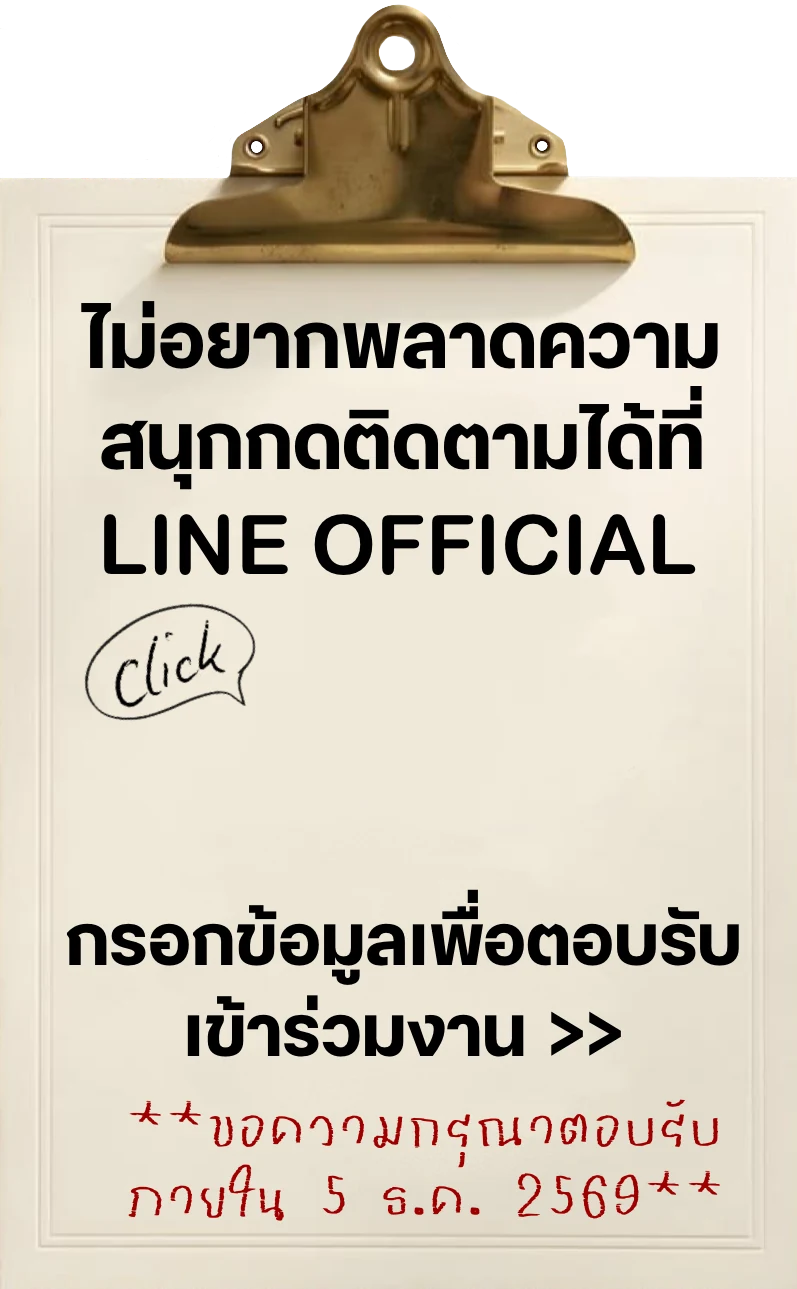 ไม่อยากพลาดความ
สนุกกดติดตามได้ที่
LINE OFFICIAL
Click
กรอกข้อมูลเพื่อตอบรับ
เข้าร่วมงาน >>
**ขอความกรุณาตอบรับ
ภายใน 5 ธ.ค. 2569**